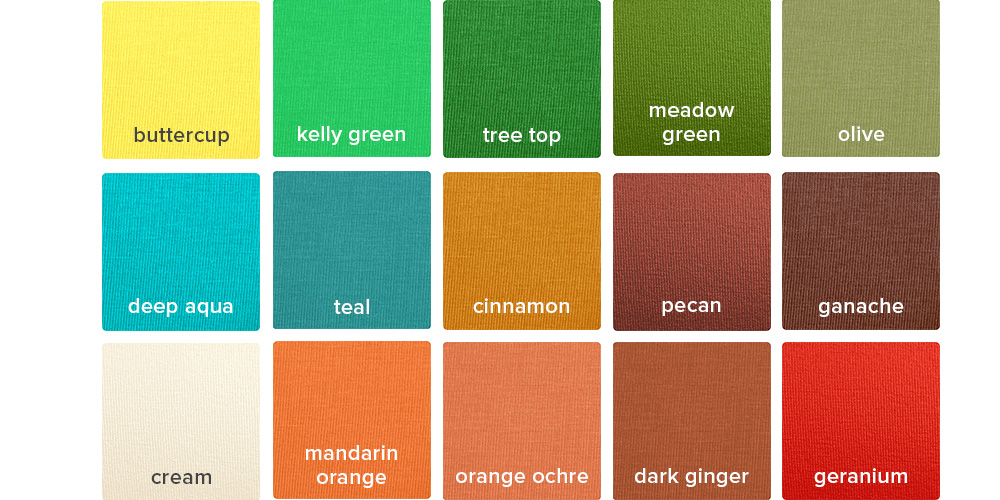 buttercup
kelly green
tree top
meadow
green
olive
deep aqua
teal
cinnamon
pecan
ganache
cream
mandarin
orange
orange ochre
dark ginger
geranium